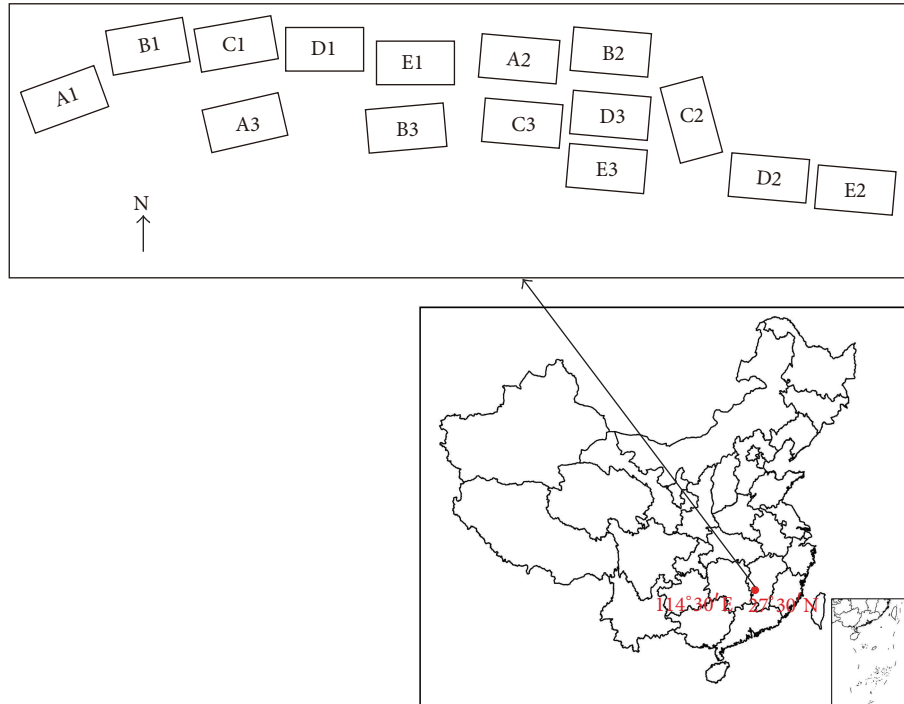 B1 C1 D1 E1 A2 B2
A1 A3 B3 C3 D3 C2
E3 D2 E2
N
114°30′ E 27°30′ N